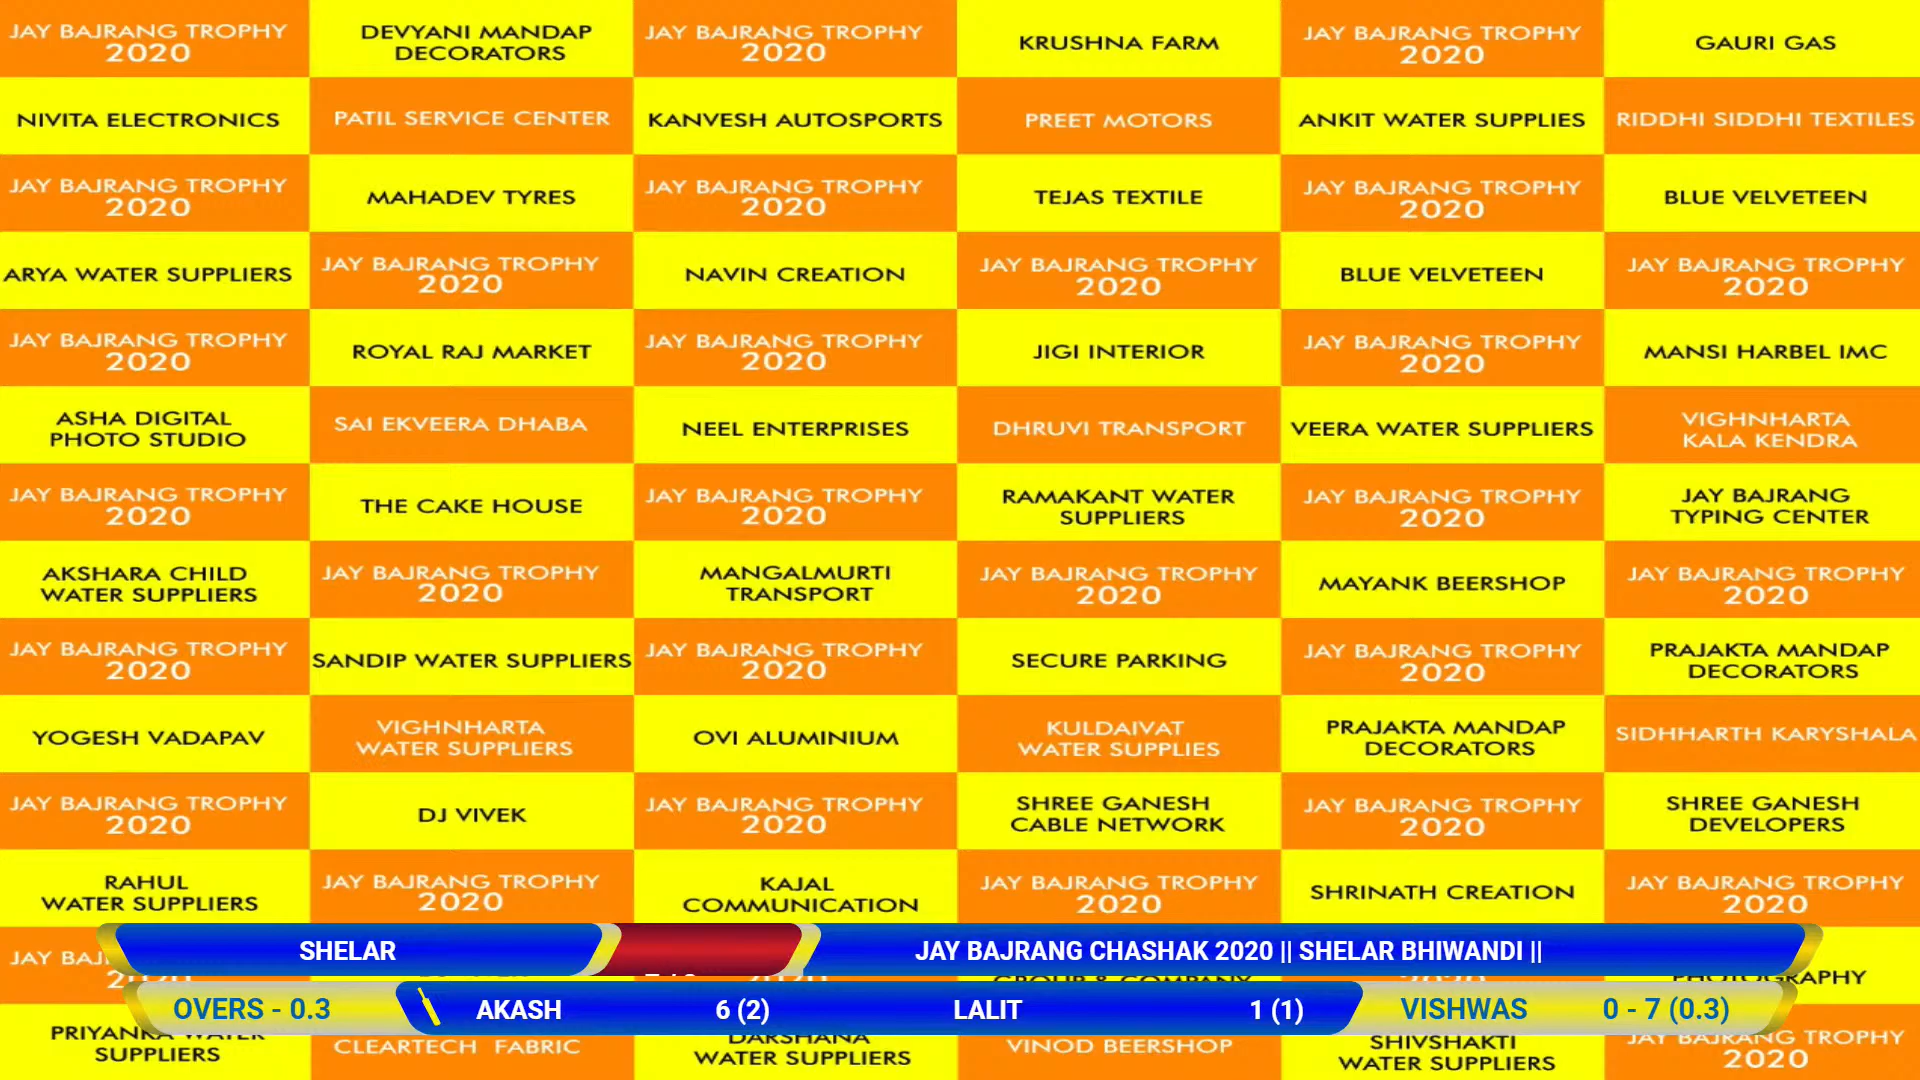 JAY BAJRANG TROPHY
2020
DEVYANI MANDAP
DECORATORS
JAY BAJRANG TROPHY
2020
KRUSHNA FARM
JAY BAJRANG TROPHY
2020
GAURI GAS
NIVITA ELECTRONICS
PATIL SERVICE CENTER
KANVESH AUTOSPORTS
PREET MOTORS
ANKIT WATER SUPPLIES
RIDDHI SIDDHI TEXTILES
JAY BAJRANG TROPHY
2020
MAHADEV TYRES
JAY BAJRANG TROPHY
2020
TEJAS TEXTILE
JAY BAJRANG TROPHY
2020
BLUE VELVETEEN
ARYA WATER SUPPLIERS
JAY BAJRANG TROPHY
2020
NAVIN CREATION
JAY BAJRANG TROPHY
2020
BLUE VELVETEEN
JAY BAJRANG TROPHY
2020
JAY BAJRANG TROPHY
2020
ROYAL RAJ MARKET
JAY BAJRANG TROPHY
2020
JIGI INTERIOR
JAY BAJRANG TROPHY
2020
MANSI HARBEL IMC
ASHA DIGITAL
PHOTO STUDIO
SAI EKVEERA DHABA
NEEL ENTERPRISES
DHRUVI TRANSPORT
VEERA WATER SUPPLIERS
VIGHNHARTA
KALA KENDRA
JAY BAJRANG TROPHY
2020
THE CAKE HOUSE
JAY BAJRANG TROPHY
2020
RAMAKANT WATER
SUPPLIERS
JAY BAJRANG TROPHY
2020
JAY BAJRANG
TYPING CENTER
AKSHARA CHILD
WATER SUPPLIERS
JAY BAJRANG TROPHY
2020
MANGALMURTI
TRANSPORT
JAY BAJRANG TROPHY
2020
MAYANK BEERSHOP
JAY BAJRANG TROPHY
2020
JAY BAJRANG TROPHY
2020
SANDIP WATER SUPPLIERS
JAY BAJRANG TROPHY
2020
SECURE PARKING
JAY BAJRANG TROPHY
2020
PRAJAKTA MANDAP
DECORATORS
YOGESH VADAPAV
VIGHNHARTA
WATER SUPPLIERS
OVI ALUMINIUM
KULDAIVAT
WATER SUPPLIES
PRAJAKTA MANDAP
DECORATORS
SIDHHARTH KARYSHALA
JAY BAJRANG TROPHY
2020
DJ VIVEK
JAY BAJRANG TROPHY
2020
SHREE GANESH
CABLE NETWORK
JAY BAJRANG TROPHY
2020
SHREE GANESH
DEVELOPERS
RAHUL
WATER SUPPLIERS
JAY BAJRANG TROPHY
2020
KAJAL
COMMUNICATION
JAY BAJRANG TROPHY
2020
SHRINATH CREATION
JAY BAJRANG TROPHY
2020
JAY
SHELAR
JAY BAJRANG CHASHAK 2020 || SHELAR BHIWANDI ||
GROUP & COMPANY
PHOTOGRAPHY
OVERS - 0.3
AKASH 6 (2)
LALIT 1 (1)
VISHWAS 0 - 7 (0.3)
PRIYANKA WATER
SUPPLIERS
CLEARTECH FABRIC
DARSHANA
WATER SUPPLIERS
VINOD BEERSHOP
SHIVSHAKTI
WATER SUPPLIERS
JAY BAJRANG TROPHY
2020